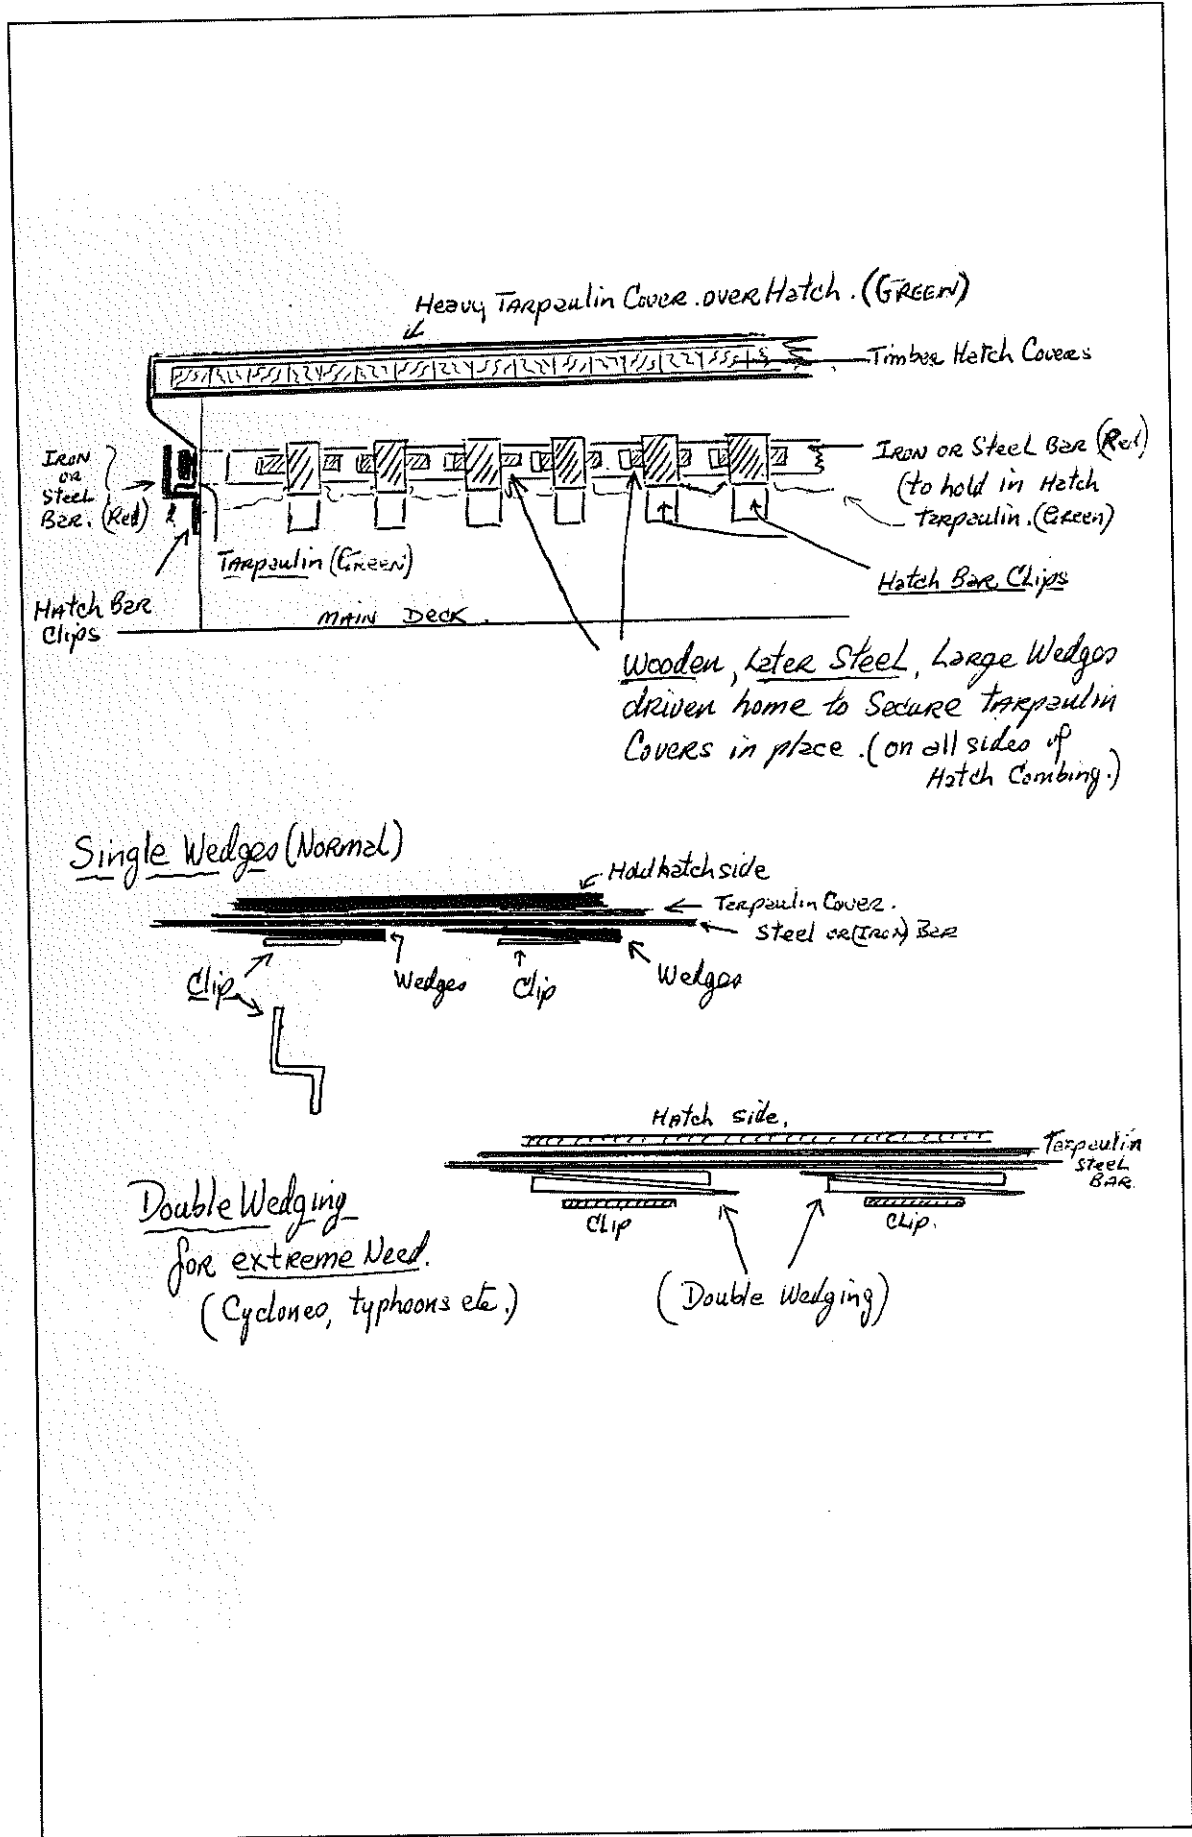 Heavy Tarpaulin Cover over Hatch. (GREEN)
Timber Hatch Covers
Iron
or
Steel
Bar. (Red)
Iron or Steel Bar (Red)
(to hold in Hatch
Tarpaulin. (Green)
Tarpaulin (Green)
Hatch Bar Clips
Hatch Bar
Clips
Main Deck.
Wooden, Later Steel, Large Wedges
driven home to Secure tarpaulin
Covers in place. (on all sides of
Hatch Combing.)
Single Wedges (Normal)
Hold hatch side
Tarpaulin Cover.
Steel or (Iron) Bar
Clip
Wedges
Clip
Wedges
Hatch side.
Tarpaulin
Steel
Bar.
Clip
Clip.
Double Wedging
for extreme Need.
(Cyclones, typhoons etc.)
(Double Wedging)